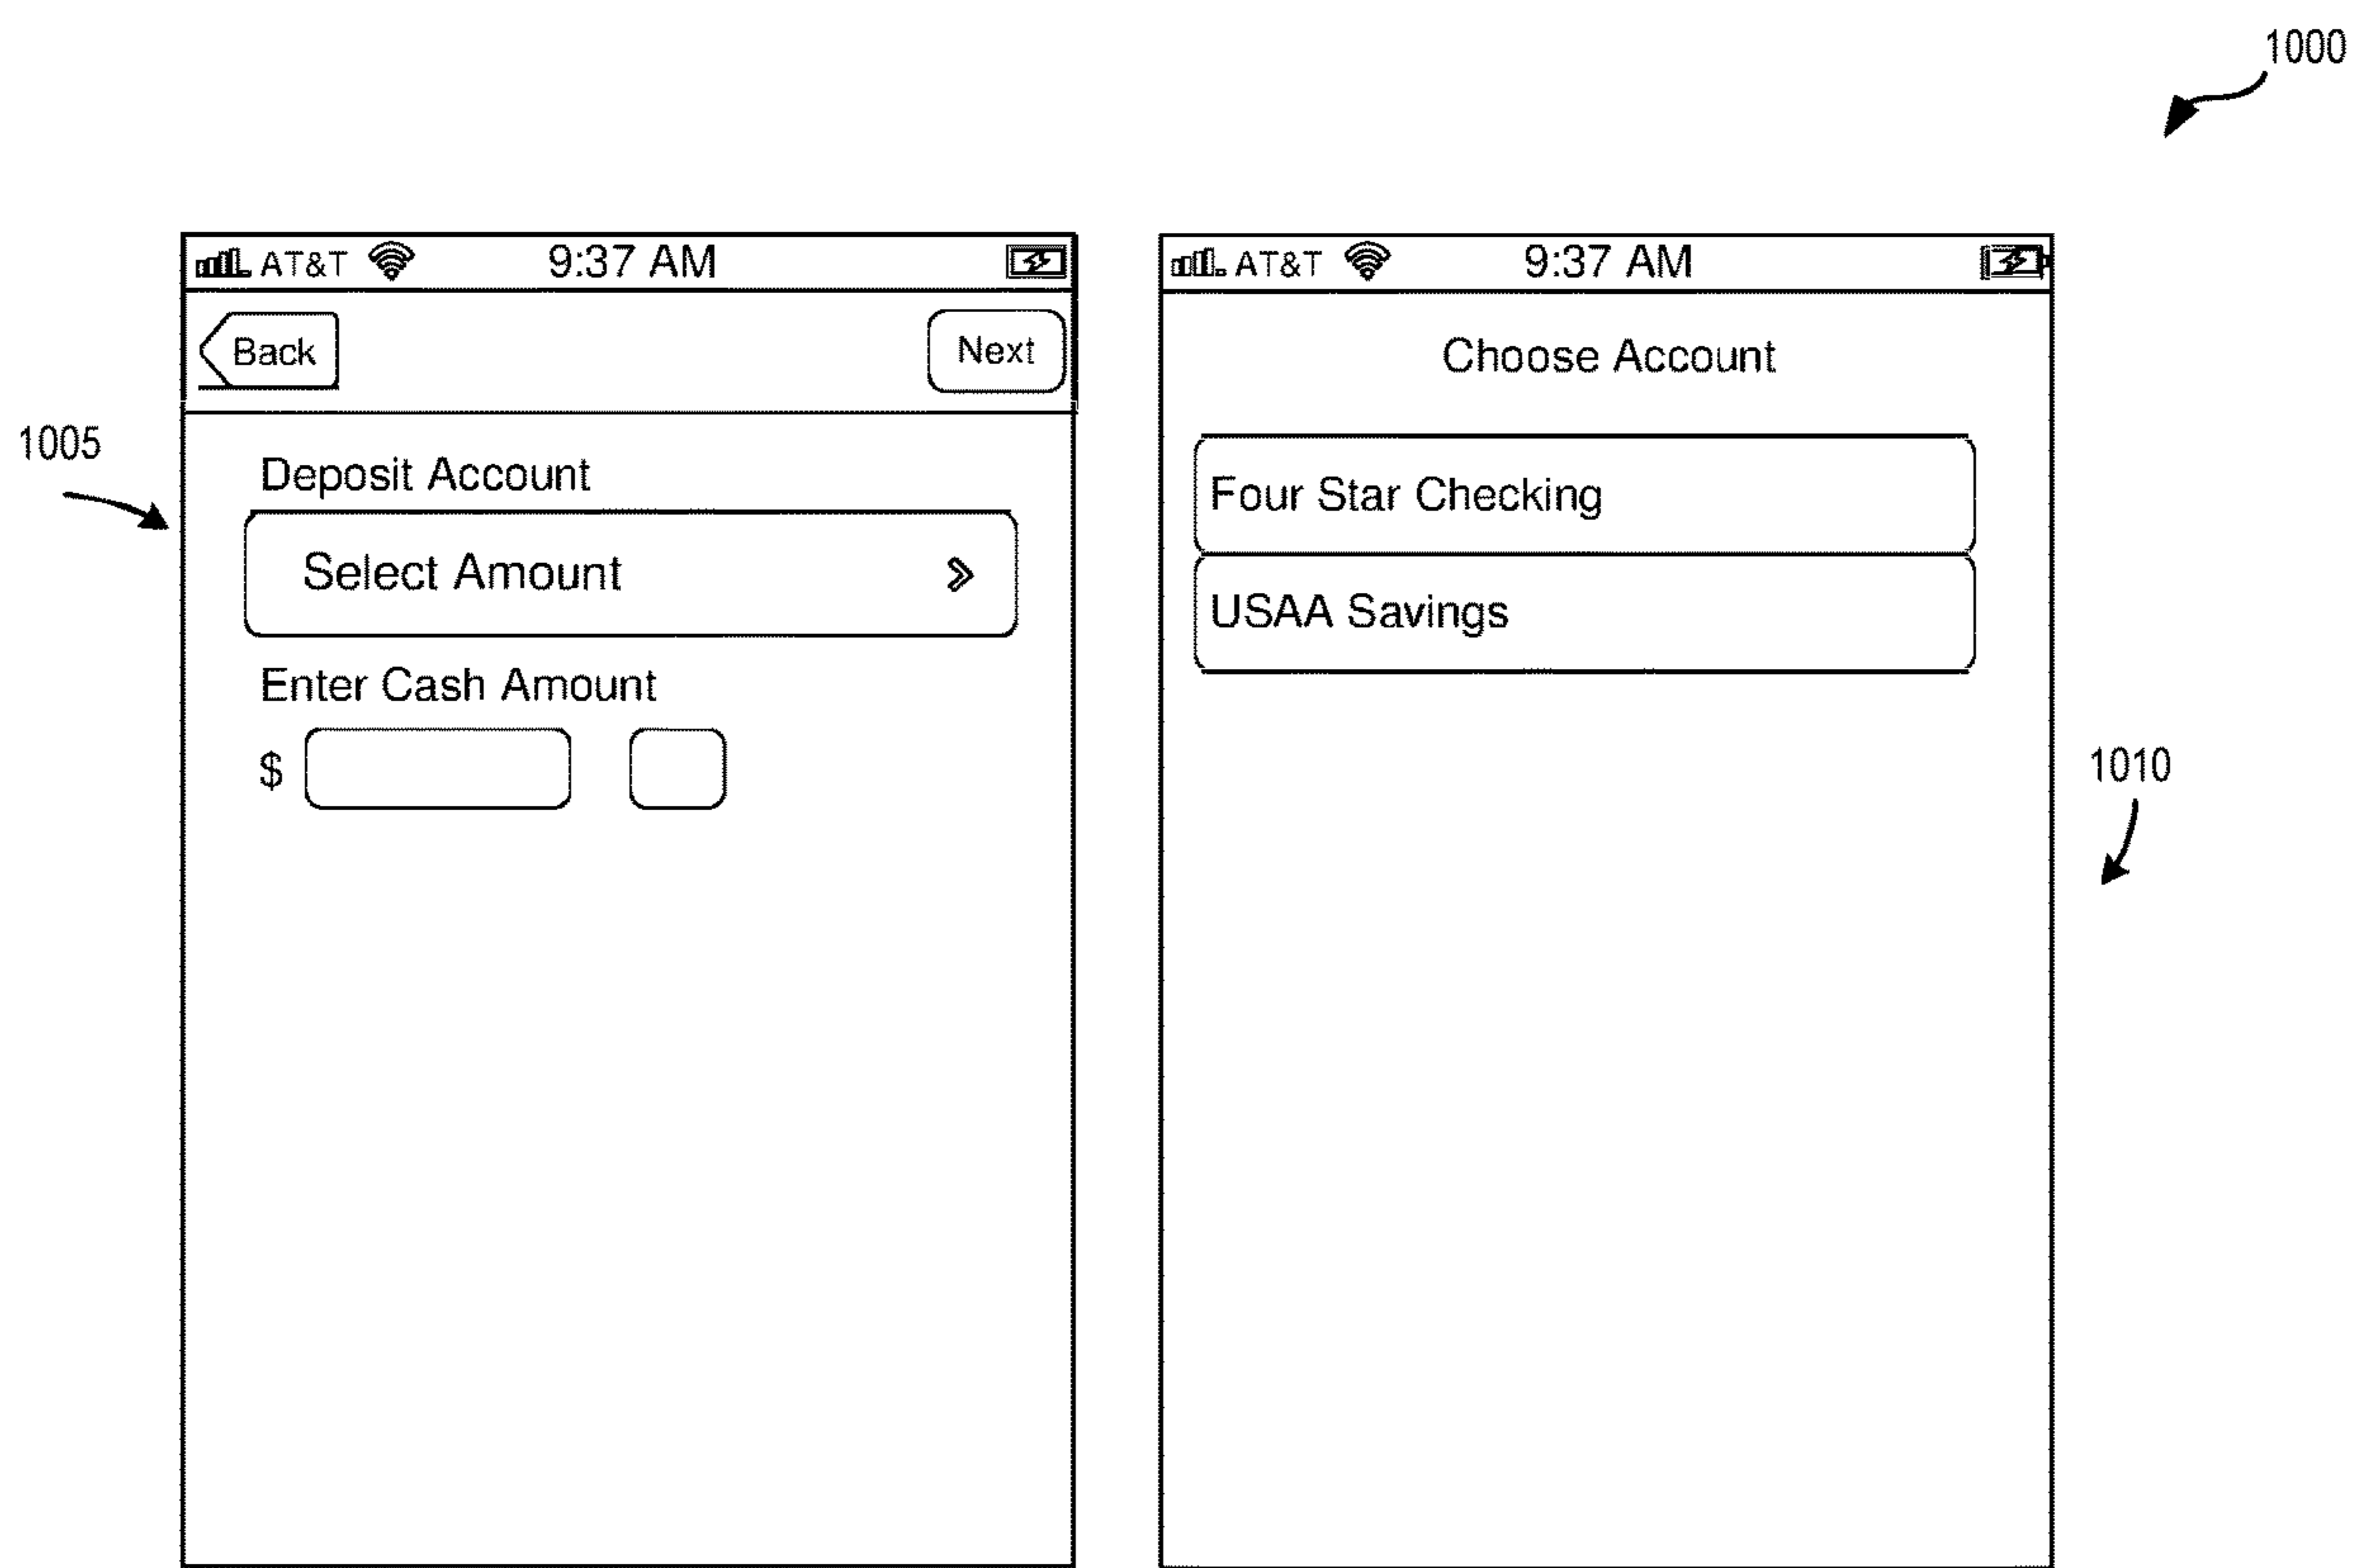 1000
AT&T 9:37 AM
Back Next
1005
Deposit Account
Select Amount »
Enter Cash Amount
$
AT&T 9:37 AM
Choose Account
Four Star Checking
USAA Savings
1010